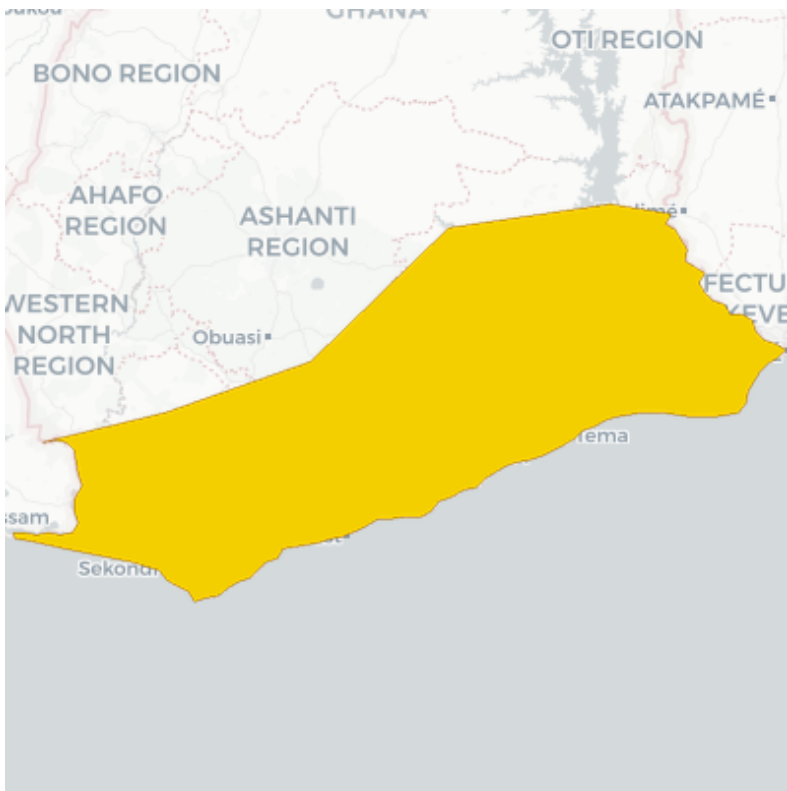 GHANA
OTI REGION
BONO REGION
ATAKPAMÉ
AHAFO
REGION
ASHANTI
REGION
WESTERN
NORTH
REGION
Obuasi
Tema
Sekondi